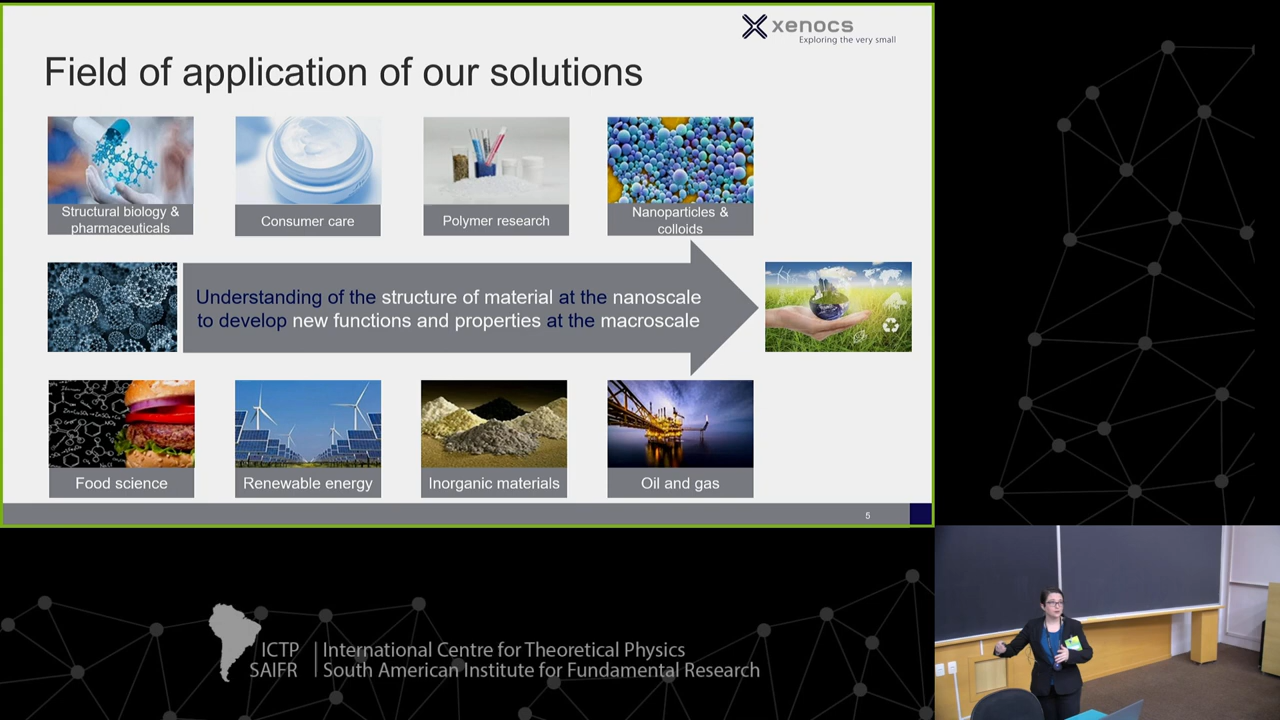 xenocs
Exploring the very small
Field of application of our solutions
Structural biology &
pharmaceuticals
Consumer care
Polymer research
Nanoparticles &
colloids
Understanding of the structure of material at the nanoscale
to develop new functions and properties at the macroscale
Food science
Renewable energy
Inorganic materials
Oil and gas
5
ICTP
SAIFR
International Centre for Theoretical Physics
South American Institute for Fundamental Research